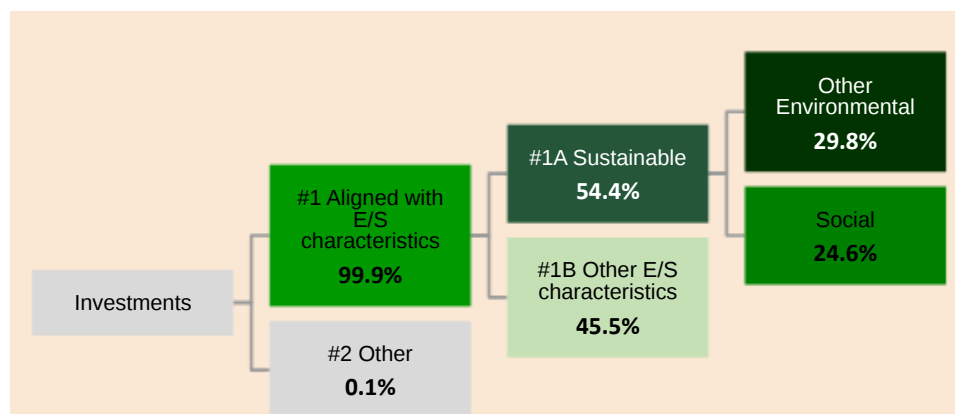 Investments
#1 Aligned with
E/S
characteristics
99.9%
#2 Other
0.1%
#1A Sustainable
54.4%
#1B Other E/S
characteristics
45.5%
Other
Environmental
29.8%
Social
24.6%